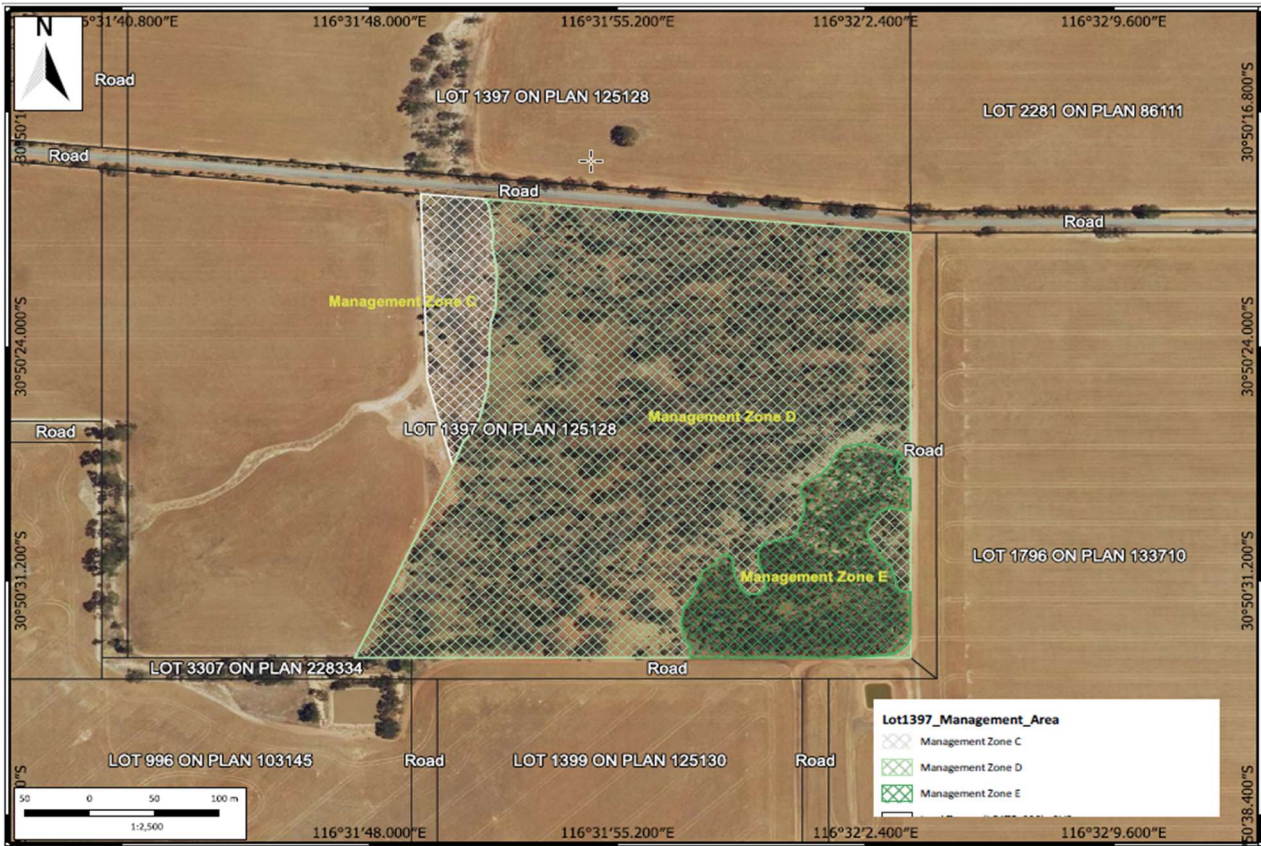 N
5'31'40.800"E
116°31'48.000"E
116°31'55.200"E
116°32'2.400"E
116°32'9.600"E
Road
LOT 1397 ON PLAN 125128
LOT 2281 ON PLAN 86111
30°50'16.800"S
Road
Road
Road
Management Zone C
30°50'24.000"S
30°50'24.000"S
Management Zone D
LOT 1397 ON PLAN 125128
Road
Road
LOT 1796 ON PLAN 133710
Management Zone E
30°50'31.200"S
30°50'31.200"S
LOT 3307 ON PLAN 228334
Road
LOT 996 ON PLAN 103145
Road
LOT 1399 ON PLAN 125130
Road
Lot1397_Management_Area
Management Zone C
Management Zone D
Management Zone E
50 0 50 100 m
1:2,500
116°31'48.000"E
116°31'55.200"E
116°32'2.400"E
116°32'9.600"E
50'38.400"S